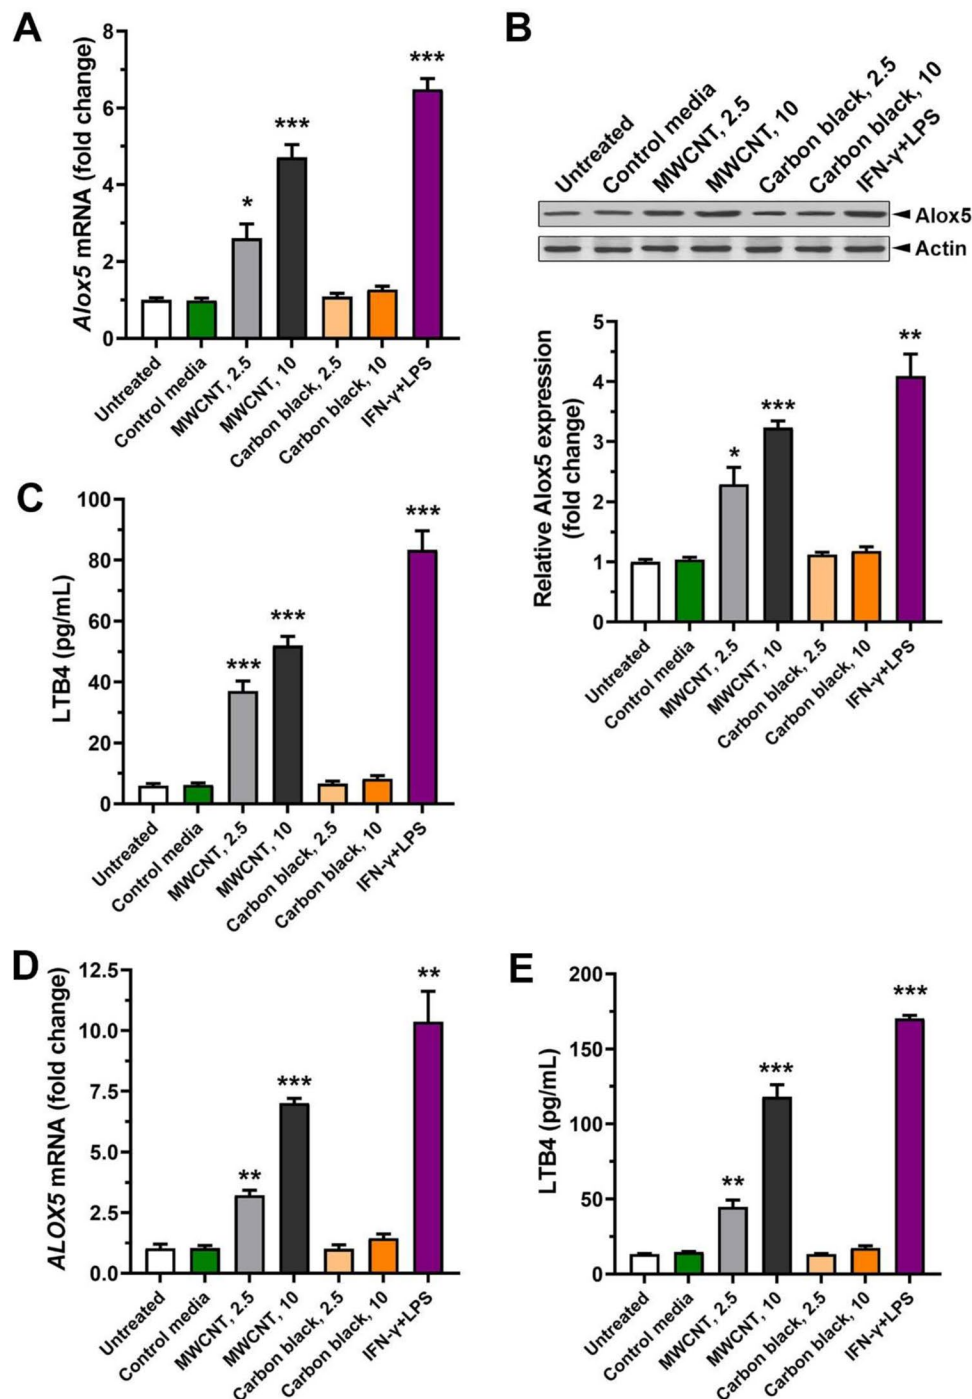 A
Alox5 mRNA (fold change)
8
6
4
2
0
***
***
*
Untreated
Control media
MWCNT, 2.5
MWCNT, 10
Carbon black, 2.5
Carbon black, 10
IFN-γ+LPS
B
Untreated
Control media
MWCNT, 2.5
MWCNT, 10
Carbon black, 2.5
Carbon black, 10
IFN-γ+LPS
Alox5
Actin
Relative Alox5 expression
(fold change)
5
4
3
2
1
0
**
***
*
Untreated
Control media
MWCNT, 2.5
MWCNT, 10
Carbon black, 2.5
Carbon black, 10
IFN-γ+LPS
C
LTB4 (pg/mL)
100
80
60
40
20
0
***
***
***
Untreated
Control media
MWCNT, 2.5
MWCNT, 10
Carbon black, 2.5
Carbon black, 10
IFN-γ+LPS
D
ALOX5 mRNA (fold change)
12.5
10.0
7.5
5.0
2.5
0.0
**
***
**
Untreated
Control media
MWCNT, 2.5
MWCNT, 10
Carbon black, 2.5
Carbon black, 10
IFN-γ+LPS
E
LTB4 (pg/mL)
200
150
100
50
0
***
***
**
Untreated
Control media
MWCNT, 2.5
MWCNT, 10
Carbon black, 2.5
Carbon black, 10
IFN-γ+LPS